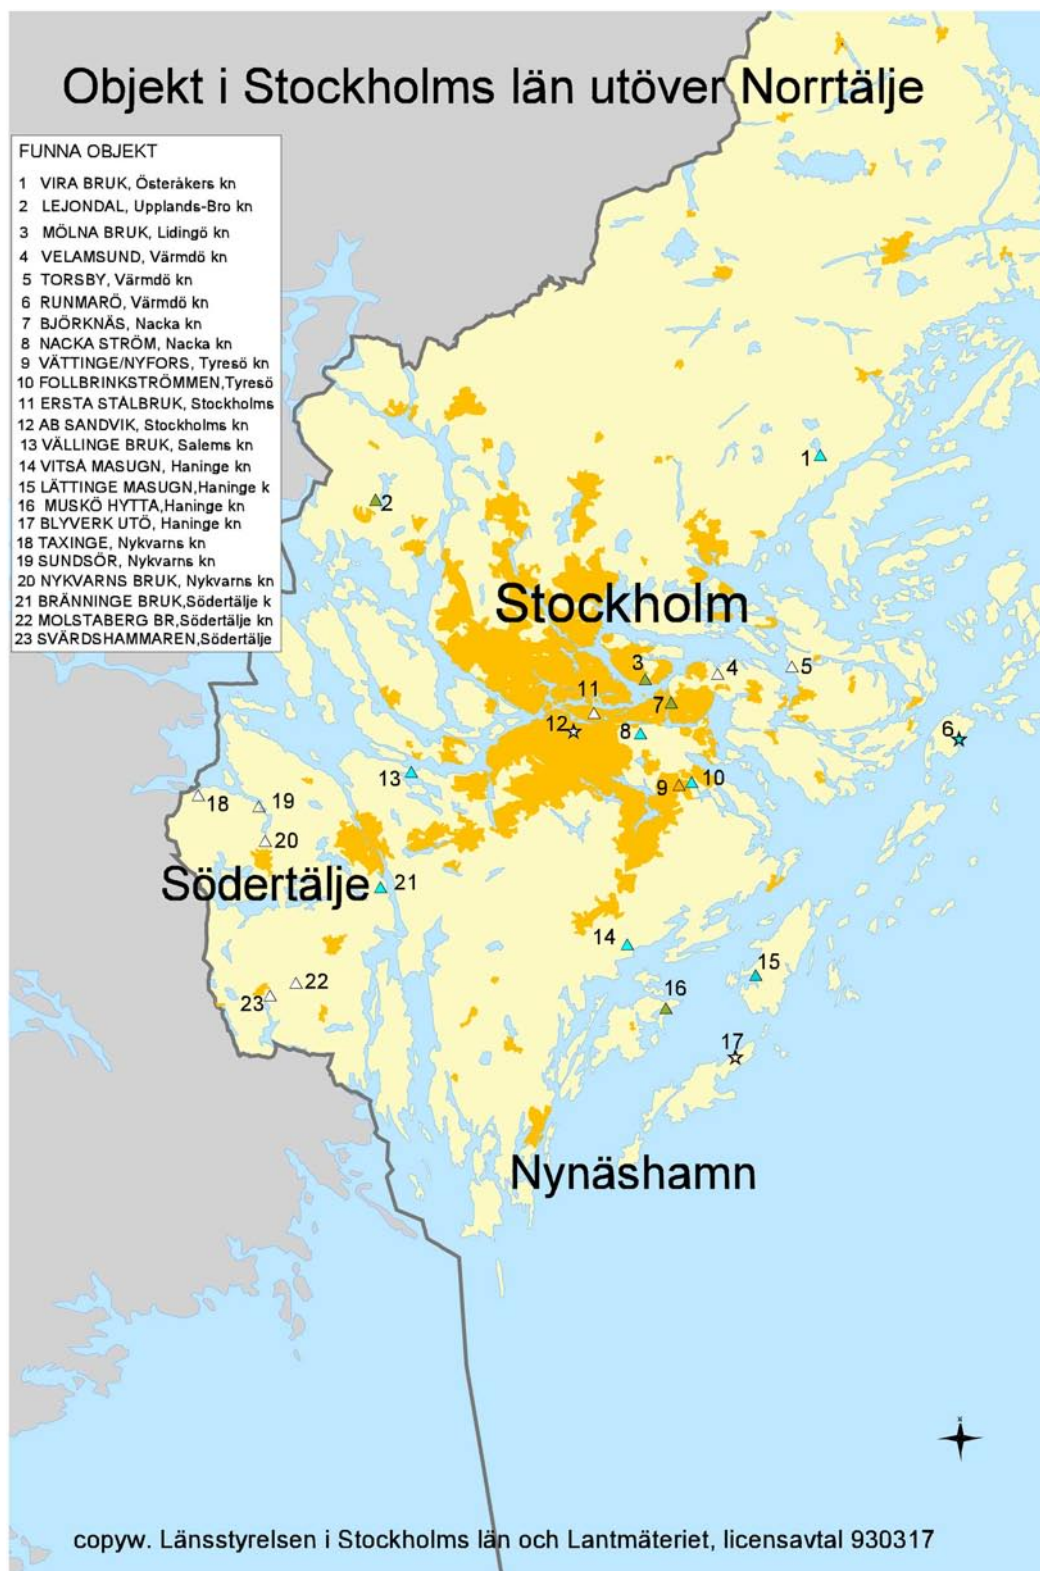 Objekt i Stockholms län utöver Norrtälje
FUNNA OBJEKT
1 VIRA BRUK, Österåkers kn
2 LEJONDAL, Upplands-Bro kn
3 MÖLNA BRUK, Lidingö kn
4 VELAMSUND, Värmdö kn
5 TORSBY, Värmdö kn
6 RUNMARÖ, Värmdö kn
7 BJÖRKNÄS, Nacka kn
8 NACKA STRÖM, Nacka kn
9 VÄTTINGE/NYFORS, Tyresö kn
10 FOLLBRINKSTRÖMMEN,Tyresö
11 ERSTA STÅLBRUK, Stockholms
12 AB SANDVIK, Stockholms kn
13 VÄLLINGE BRUK, Salems kn
14 VITSÅ MASUGN, Haninge kn
15 LÄTTINGE MASUGN,Haninge k
16 MUSKÖ HYTTA,Haninge kn
17 BLYVERK UTÖ, Haninge kn
18 TAXINGE, Nykvarns kn
19 SUNDSÖR, Nykvarns kn
20 NYKVARNS BRUK, Nykvarns kn
21 BRÄNNINGE BRUK,Södertälje k
22 MOLSTABERG BR,Södertälje kn
23 SVÄRDSHAMMAREN,Södertälje
1
2
Stockholm
3
4
5
11
7
12
8
6
13
9
10
18
19
20
Södertälje
21
14
15
22
23
16
17
Nynäshamn
copyw. Länsstyrelsen i Stockholms län och Lantmäteriet, licensavtal 930317